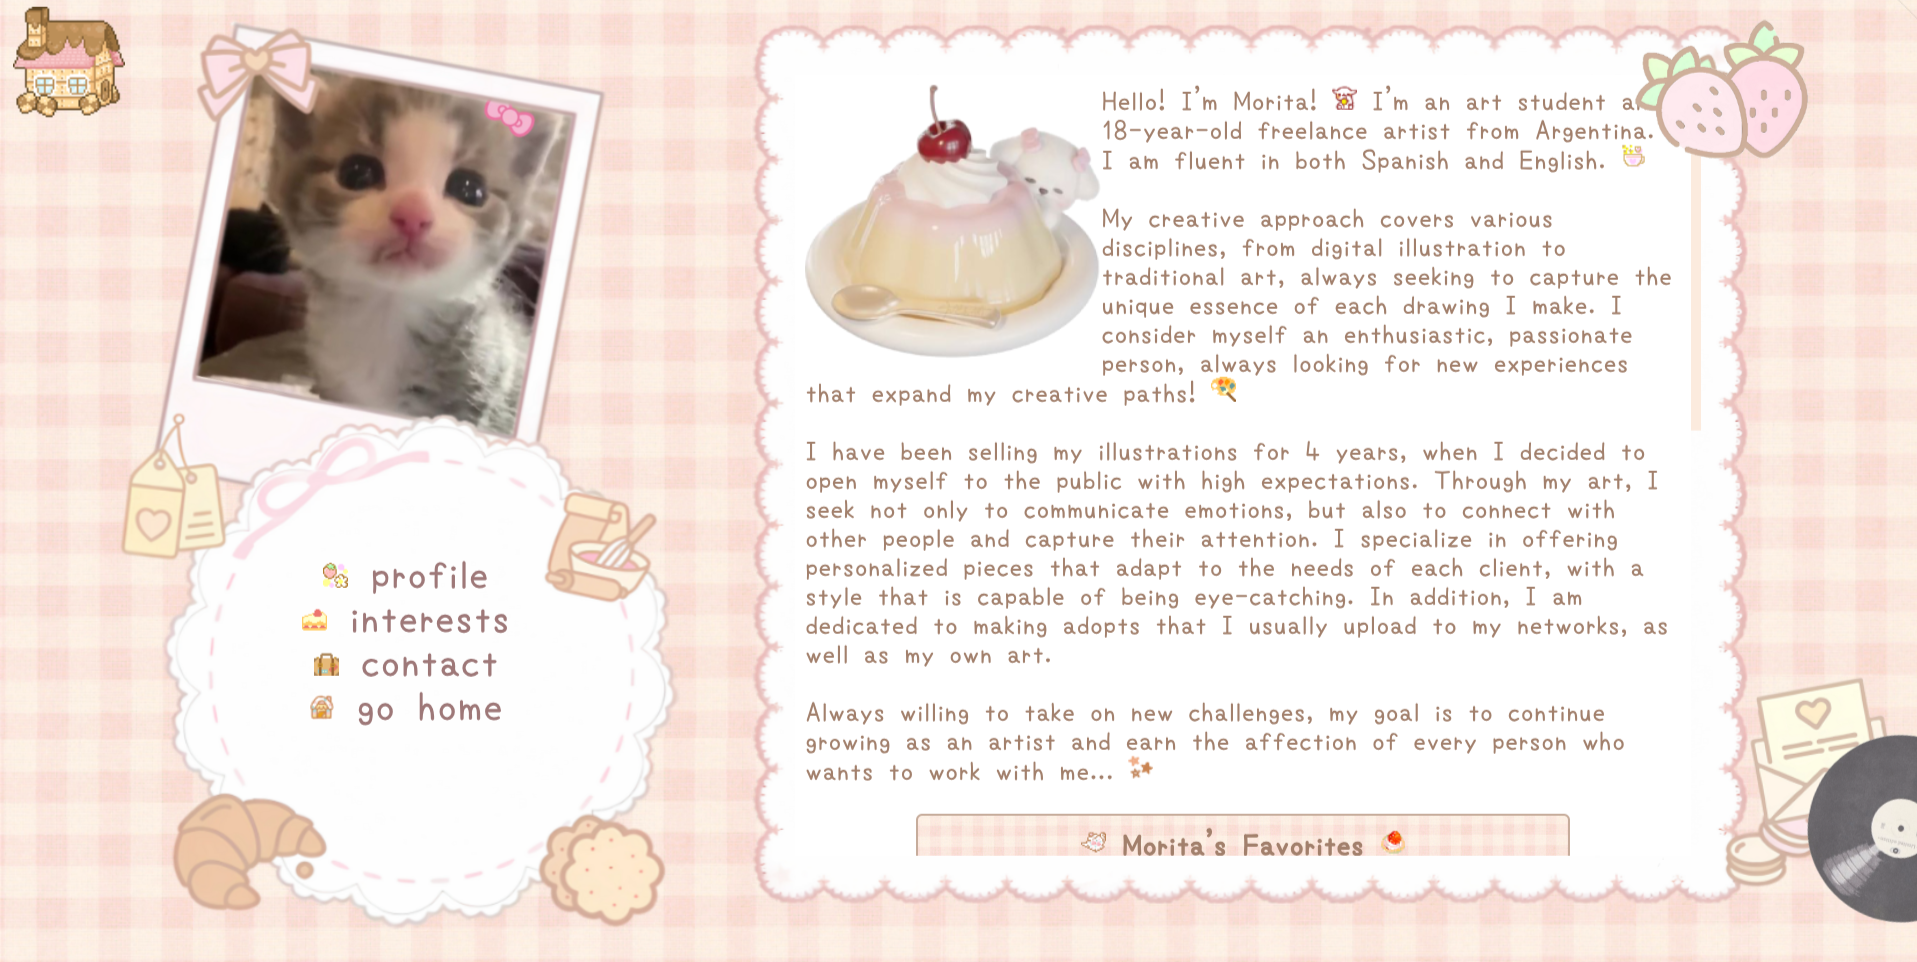 profile
interests
contact
go home
Hello! I'm Morita! I'm an art student
18-year-old freelance artist from Argentina.
I am fluent in both Spanish and English.
My creative approach covers various
disciplines, from digital illustration to
traditional art, always seeking to capture the
unique essence of each drawing I make. I
consider myself an enthusiastic, passionate
person, always looking for new experiences
that expand my creative paths!
I have been selling my illustrations for 4 years, when I decided to
open myself to the public with high expectations. Through my art, I
seek not only to communicate emotions, but also to connect with
other people and capture their attention. I specialize in offering
personalized pieces that adapt to the needs of each client, with a
style that is capable of being eye-catching. In addition, I am
dedicated to making adopts that I usually upload to my networks, as
well as my own art.
Always willing to take on new challenges, my goal is to continue
growing as an artist and earn the affection of every person who
wants to work with me...
Morita's Favorites